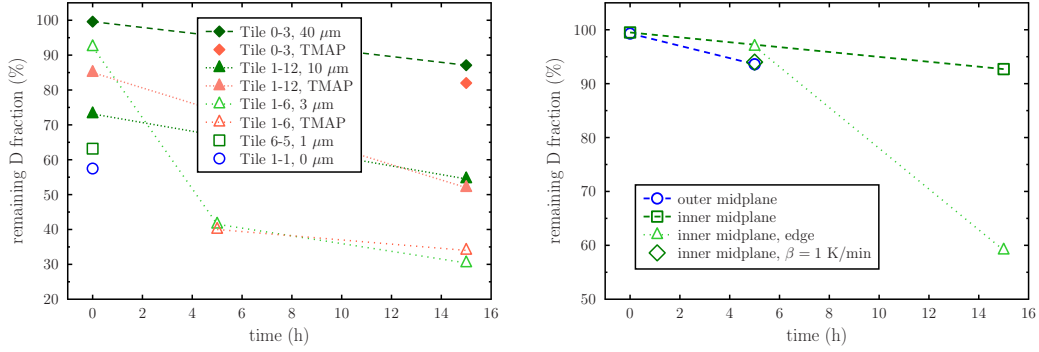 remaining D fraction (%)
100
90
80
70
60
50
40
30
20
Tile 0-3, 40 μm
Tile 0-3, TMAP
Tile 1-12, 10 μm
Tile 1-12, TMAP
Tile 1-6, 3 μm
Tile 1-6, TMAP
Tile 6-5, 1 μm
Tile 1-1, 0 μm
0 2 4 6 8 10 12 14 16
time (h)
remaining D fraction (%)
100
90
80
70
60
50
outer midplane
inner midplane
inner midplane, edge
inner midplane, β = 1 K/min
0 2 4 6 8 10 12 14 16
time (h)